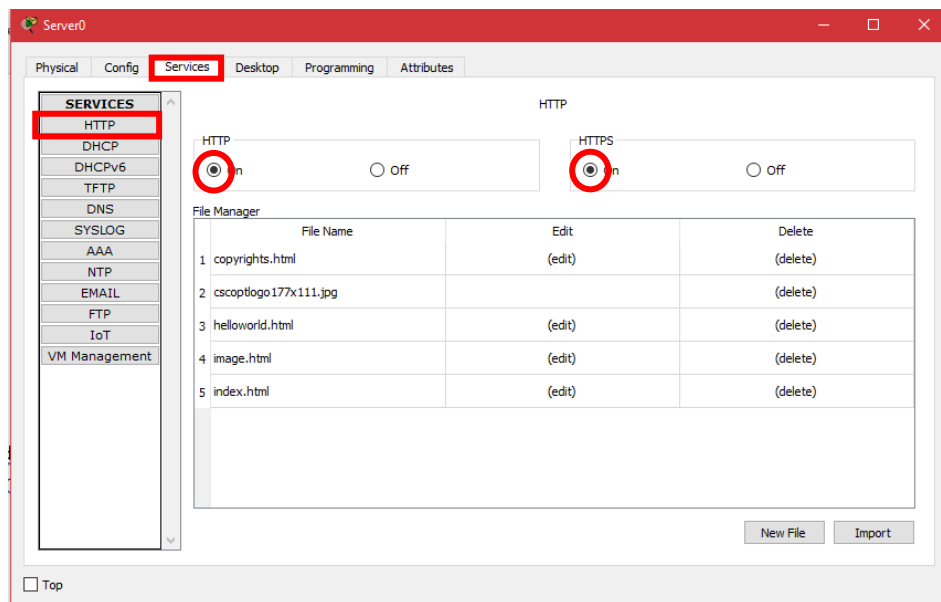 Server0
Physical Config Services Desktop Programming Attributes
SERVICES
HTTP
DHCP
DHCPv6
TFTP
DNS
SYSLOG
AAA
NTP
EMAIL
FTP
IoT
VM Management
HTTP
HTTP
On Off
HTTPS
On Off
File Manager
File Name Edit Delete
1 copyrights.html (edit) (delete)
2 cscoptlogo177x111.jpg (delete)
3 helloworld.html (edit) (delete)
4 image.html (edit) (delete)
5 index.html (edit) (delete)
New File Import
Top